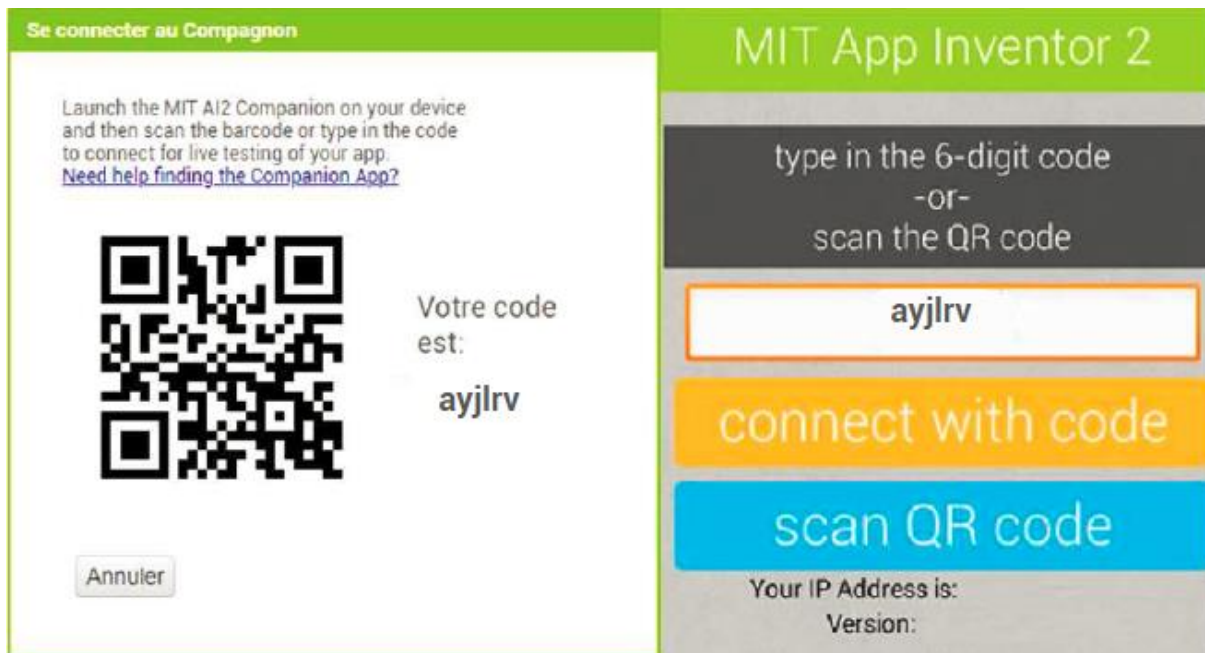 Se connecter au Compagnon
Launch the MIT AI2 Companion on your device
and then scan the barcode or type in the code
to connect for live testing of your app.
Need help finding the Companion App?
Votre code
est:
ayjlrv
Annuler
MIT App Inventor 2
type in the 6-digit code
-or-
scan the QR code
ayjlrv
connect with code
scan QR code
Your IP Address is:
Version: